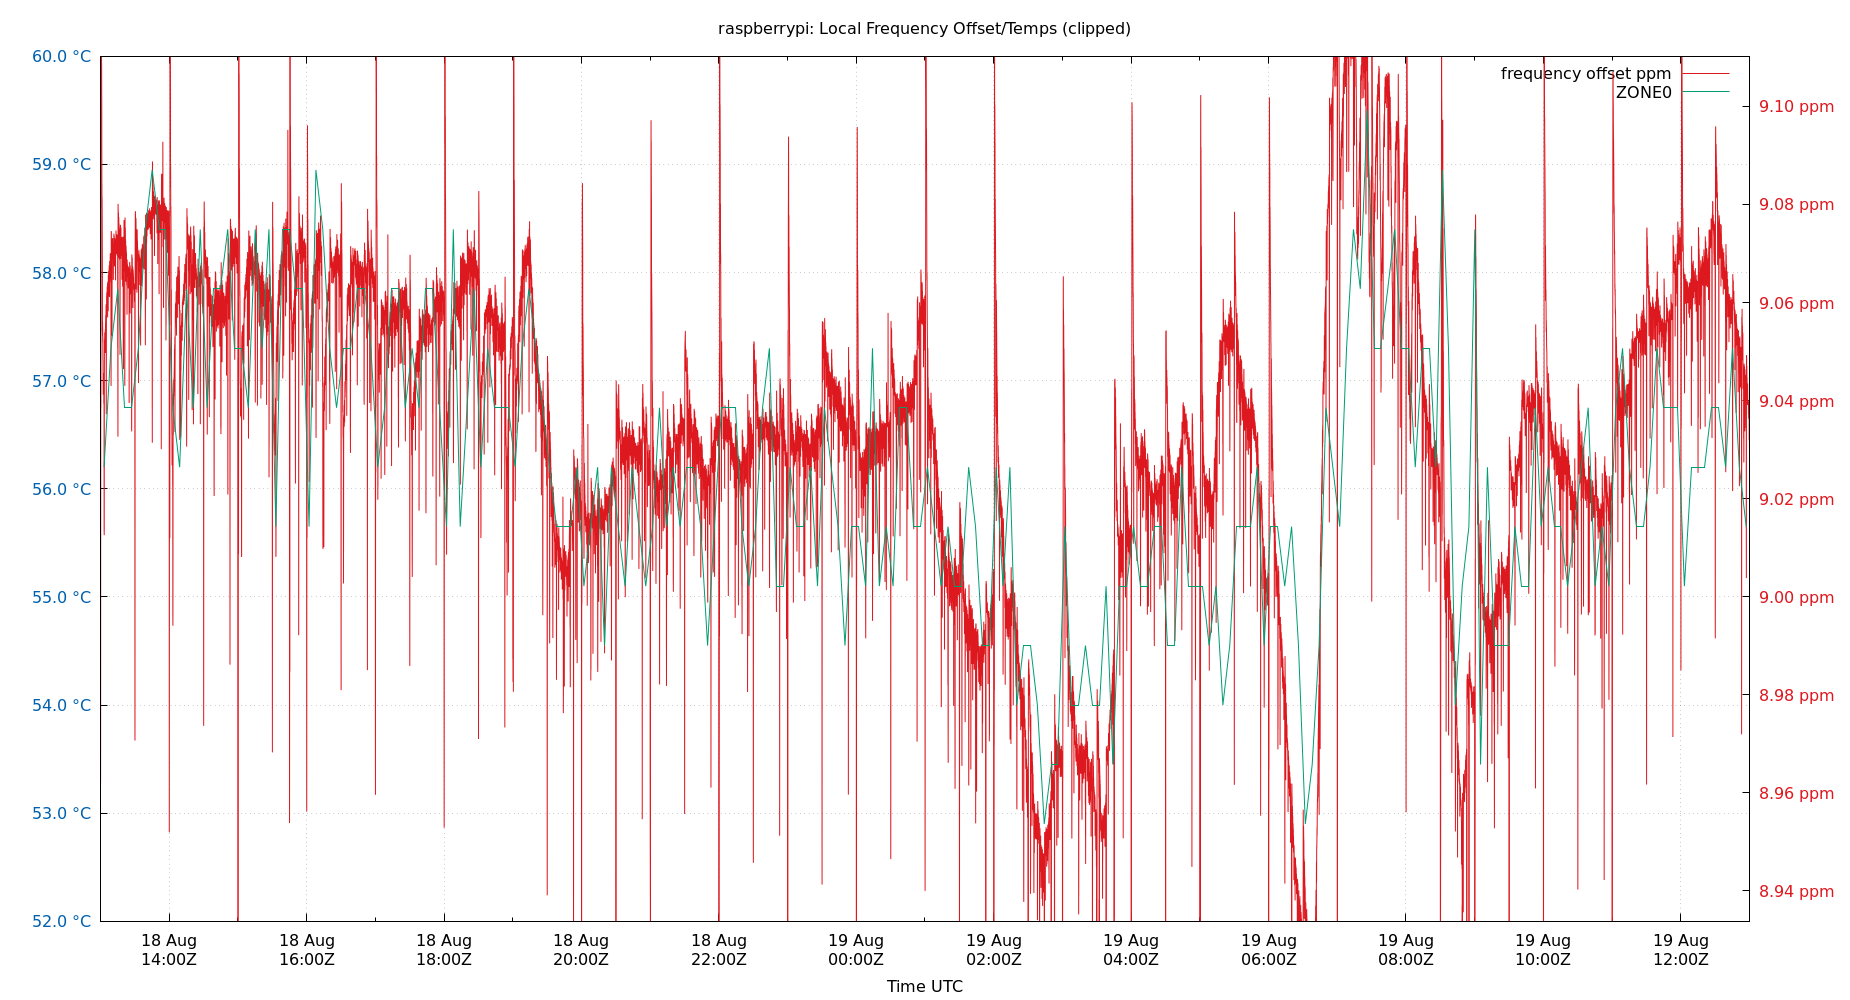 raspberrypi: Local Frequency Offset/Temps (clipped)
60.0 °C
59.0 °C
58.0 °C
57.0 °C
56.0 °C
55.0 °C
54.0 °C
53.0 °C
52.0 °C
frequency offset ppm
ZONE0
9.10 ppm
9.08 ppm
9.06 ppm
9.04 ppm
9.02 ppm
9.00 ppm
8.98 ppm
8.96 ppm
8.94 ppm
18 Aug 18 Aug 18 Aug 18 Aug 18 Aug 19 Aug 19 Aug 19 Aug 19 Aug 19 Aug 19 Aug 19 Aug
14:00Z 16:00Z 18:00Z 20:00Z 22:00Z 00:00Z 02:00Z 04:00Z 06:00Z 08:00Z 10:00Z 12:00Z
Time UTC